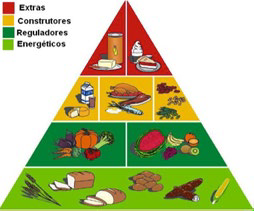 Extras
Construtores
Reguladores
Energéticos